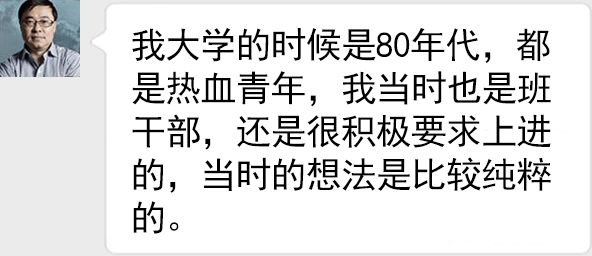 我大学的时候是80年代，都
是热血青年，我当时也是班
干部，还是很积极要求上进
的，当时的想法是比较纯粹
的。